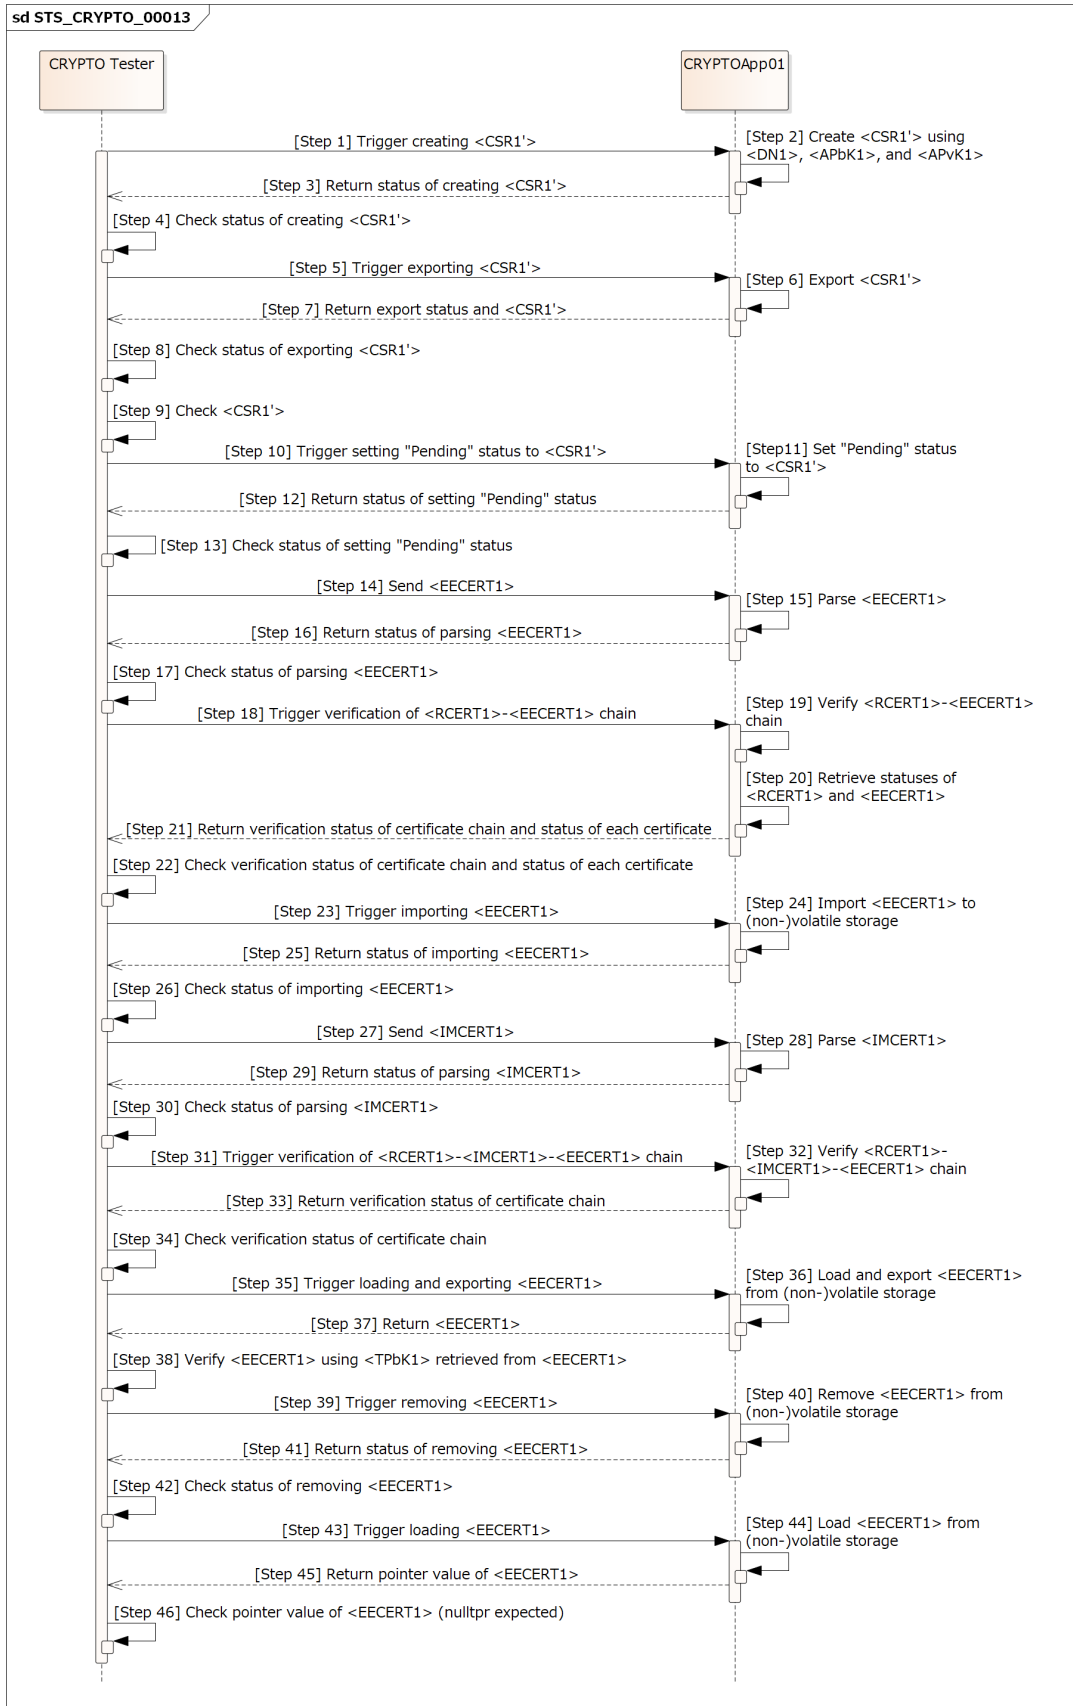 sd STS_CRYPTO_00013
CRYPTO Tester
CRYPTOApp01
[Step 1] Trigger creating <CSR1'>
[Step 2] Create <CSR1'> using
<DN1>, <APbK1>, and <APvK1>
[Step 3] Return status of creating <CSR1'>
[Step 4] Check status of creating <CSR1'>
[Step 5] Trigger exporting <CSR1'>
[Step 6] Export <CSR1'>
[Step 7] Return export status and <CSR1'>
[Step 8] Check status of exporting <CSR1'>
[Step 9] Check <CSR1'>
[Step 10] Trigger setting "Pending" status to <CSR1'>
[Step11] Set "Pending" status
to <CSR1'>
[Step 12] Return status of setting "Pending" status
[Step 13] Check status of setting "Pending" status
[Step 14] Send <EECERT1>
[Step 15] Parse <EECERT1>
[Step 16] Return status of parsing <EECERT1>
[Step 17] Check status of parsing <EECERT1>
[Step 18] Trigger verification of <RCERT1>-<EECERT1> chain
[Step 19] Verify <RCERT1>-<EECERT1>
chain
[Step 20] Retrieve statuses of
<RCERT1> and <EECERT1>
[Step 21] Return verification status of certificate chain and status of each certificate
[Step 22] Check verification status of certificate chain and status of each certificate
[Step 23] Trigger importing <EECERT1>
[Step 24] Import <EECERT1> to
(non-)volatile storage
[Step 25] Return status of importing <EECERT1>
[Step 26] Check status of importing <EECERT1>
[Step 27] Send <IMCERT1>
[Step 28] Parse <IMCERT1>
[Step 29] Return status of parsing <IMCERT1>
[Step 30] Check status of parsing <IMCERT1>
[Step 31] Trigger verification of <RCERT1>-<IMCERT1>-<EECERT1> chain
[Step 32] Verify <RCERT1>-
<IMCERT1>-<EECERT1> chain
[Step 33] Return verification status of certificate chain
[Step 34] Check verification status of certificate chain
[Step 35] Trigger loading and exporting <EECERT1>
[Step 36] Load and export <EECERT1>
from (non-)volatile storage
[Step 37] Return <EECERT1>
[Step 38] Verify <EECERT1> using <TPbK1> retrieved from <EECERT1>
[Step 39] Trigger removing <EECERT1>
[Step 40] Remove <EECERT1> from
(non-)volatile storage
[Step 41] Return status of removing <EECERT1>
[Step 42] Check status of removing <EECERT1>
[Step 43] Trigger loading <EECERT1>
[Step 44] Load <EECERT1> from
(non-)volatile storage
[Step 45] Return pointer value of <EECERT1>
[Step 46] Check pointer value of <EECERT1> (nulltpr expected)